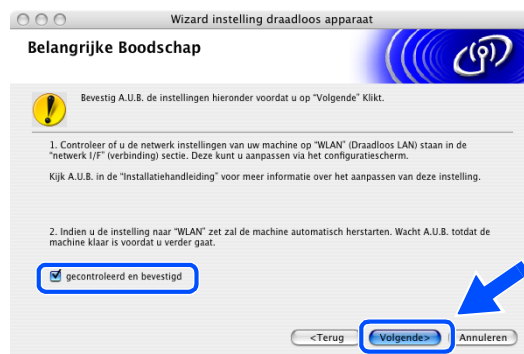 Wizard instelling draadloos apparaat
Belangrijke Boodschap
Bevestig A.U.B. de instellingen hieronder voordat u op "Volgende" Klikt.
1. Controleer of u de netwerk instellingen van uw machine op "WLAN" (Draadloos LAN) staan in de
"netwerk I/F" (verbinding) sectie. Deze kunt u aanpassen via het configuratiescherm.
Kijk A.U.B. in de "Installatiehandleiding" voor meer informatie over het aanpassen van deze instelling.
2. Indien u de instelling naar "WLAN" zet zal de machine automatisch herstarten. Wacht A.U.B. totdat de
machine klaar is voordat u verder gaat.
gecontroleerd en bevestigd
<Terug Volgende> Annuleren